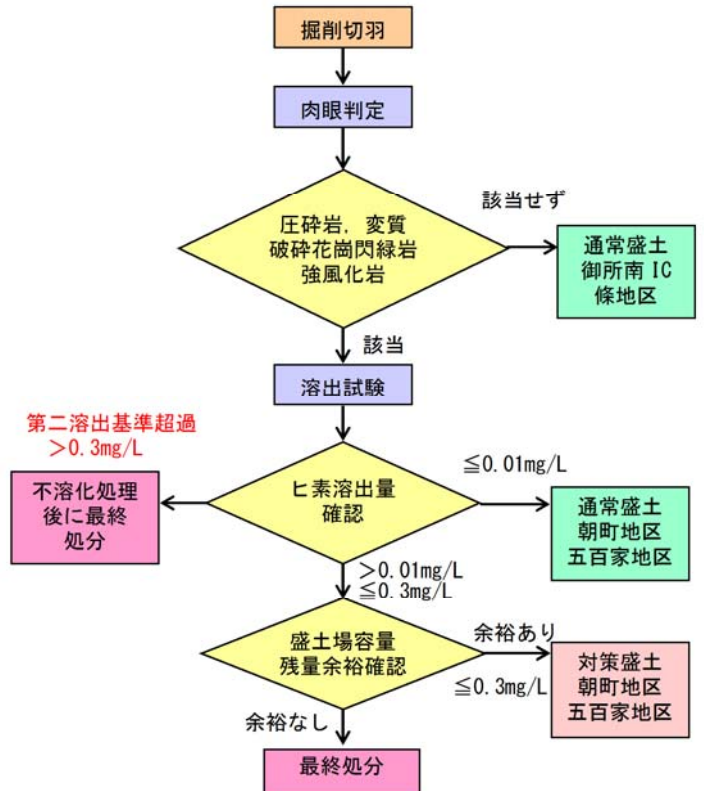 掘削切羽
肉眼判定
圧砕岩，変質
破砕花崗閃緑岩
強風化岩
該当せず
通常盛土
御所南 IC
條地区
該当
溶出試験
第二溶出基準超過
＞0.3mg/L
不溶化処理
後に最終
処分
ヒ素溶出量
確認
≦0.01mg/L
通常盛土
朝町地区
五百家地区
＞0.01mg/L
≦0.3mg/L
盛土場容量
残量余裕確認
余裕あり
≦0.3mg/L
対策盛土
朝町地区
五百家地区
余裕なし
最終処分